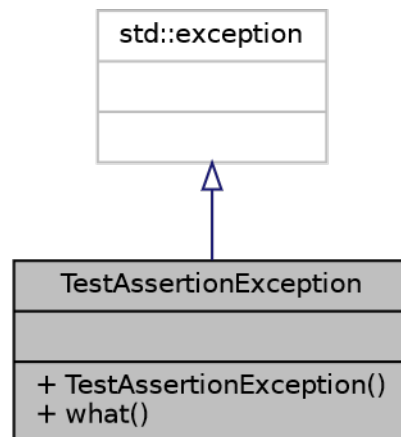 std::exception
TestAssertionException
+ TestAssertionException()
+ what()